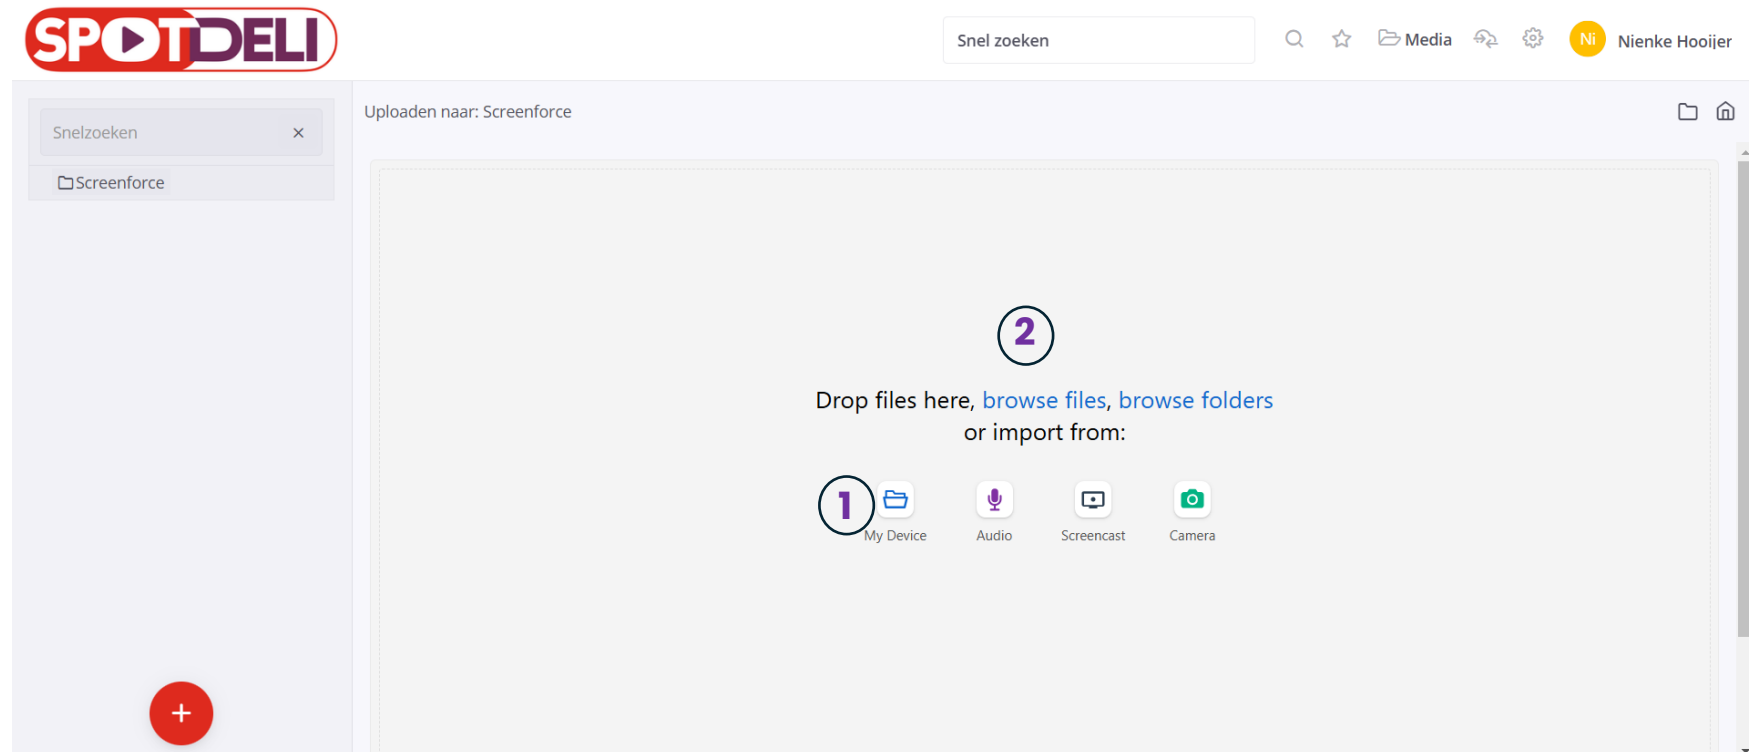 SPOTDELI
Snel zoeken
Media
Ni
Nienke Hooijer
Snelzoeken
Screenforce
Uploaden naar: Screenforce
2
Drop files here, browse files, browse folders
or import from:
1
My Device
Audio
Screencast
Camera